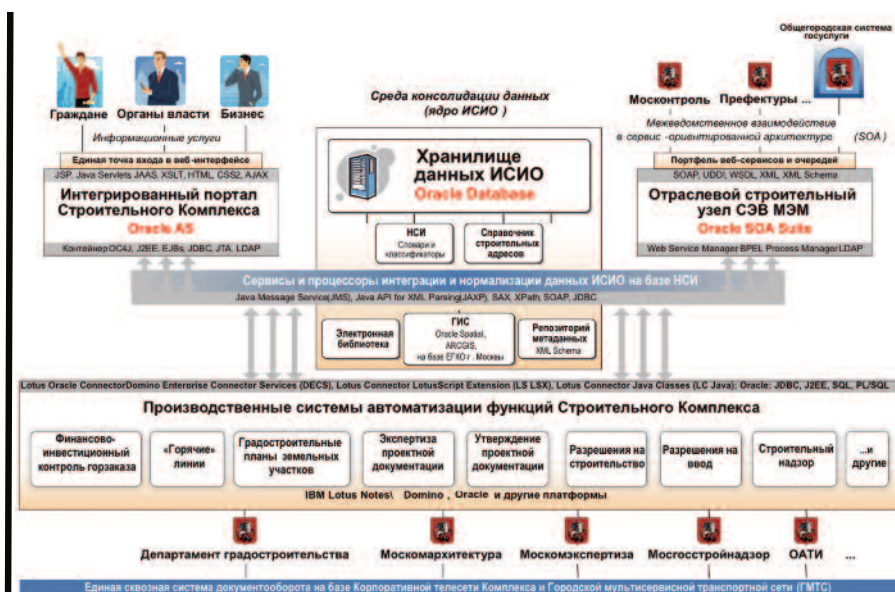 Общегородская система
госуслуги
Граждане
Органы власти
Бизнес
Информационные услуги
Единая точка входа в веб-интерфейсе
JSP, Java Servlets JAAS, XSLT, HTML, CSS2, AJAX
Интегрированный портал
Строительного Комплекса
Oracle AS
Контейнер OC4J, J2EE, EJBs, JDBC, JTA, LDAP
Среда консолидации данных
(ядро ИСИО)
Хранилище
данных ИСИО
Oracle Database
НСИ
Словари и
классификаторы
Справочник
строительных
адресов
Москонтроль
Префектуры ...
Межведомственное взаимодействие
в сервис -ориентированной архитектуре (SOA)
Портфель веб-сервисов и очередей
SOAP, UDDI, WSDL, XML, XML Schema
Отраслевой строительный
узел СЭВ МЭМ
Oracle SOA Suite
Web Service Manager BPEL Process Manager LDAP
Сервисы и процессоры интеграции и нормализации данных ИСИО на базе НСИ
Java Message Service(JMS), Java API for XML Parsing(JAXP), SAX, XPath, SOAP, JDBC
Электронная
библиотека
ГИС
Oracle Spatial,
ARCGIS,
на базе ЕГКО г. Москвы
Репозиторий
метаданных
XML Schema
Lotus Oracle ConnectorDomino Enterorise Connector Services (DECS), Lotus Connector LotusScript Extension (LS LSX), Lotus Connector Java Classes (LC Java); Oracle: JDBC, J2EE, SQL, PL/SQL
Производственные системы автоматизации функций Строительного Комплекса
Финансово-
инвестиционный
контроль горзаказа
«Горячие»
линии
Градостроительные
планы земельных
участков
Экспертиза
проектной
документации
Утверждение
проектной
документации
Разрешения на
строительство
Разрешения на
ввод
Строительный
надзор
...и
другие
IBM Lotus Notes\ Domino , Oracle и другие платформы
Департамент градостроительства
Москомархитектура
Москомэкспертиза
Мосгосстройнадзор
ОАТИ
...
Единая сквозная система документооборота на базе Корпоративной телесети Комплекса и Городской мультисервисной транспортной сети (ГМТС)